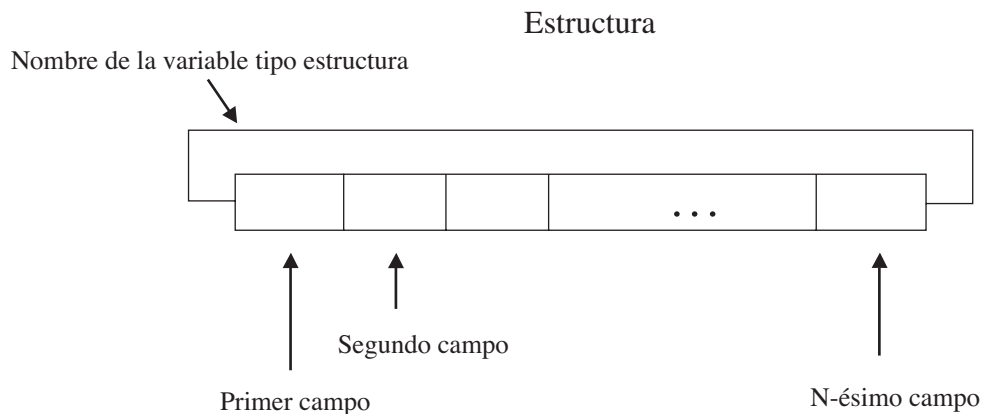 Estructura
Nombre de la variable tipo estructura
...
Segundo campo
Primer campo
N-ésimo campo